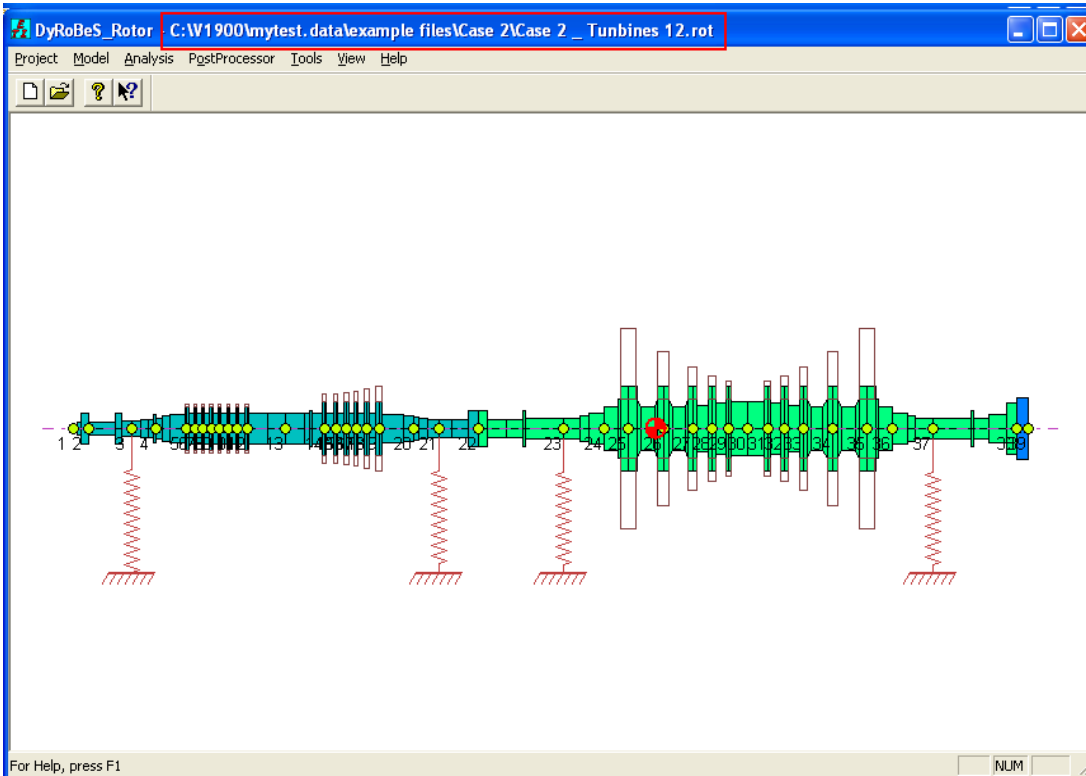 DyRoBeS_Rotor - C:\V1900\mytest.data\example files\Case 2\Case 2 _ Tunbines 12.rot
Project Model Analysis PostProcessor Tools View Help
1 2 3 4 13 20 21 22 23 24 25 26 27 28 29 30 31 32 33 34 35 36 37
For Help, press F1 NUM